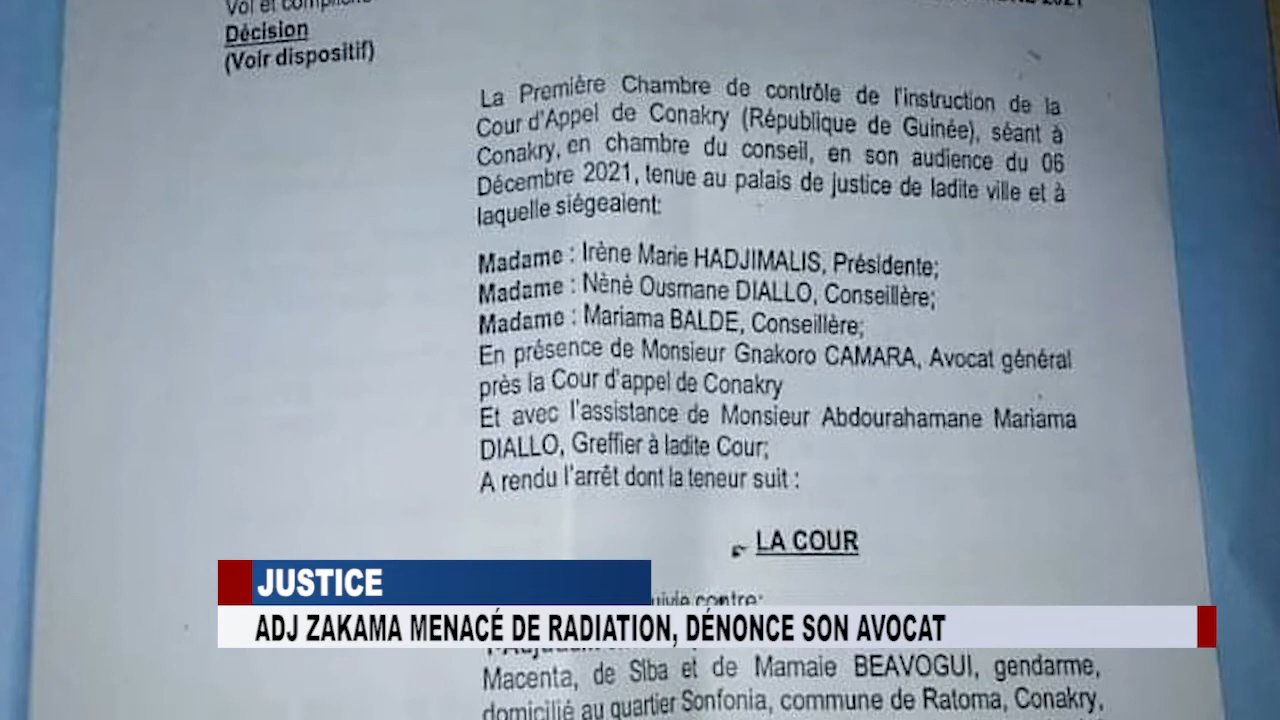 Vol et
Décision
(Voir dispositif)
2021
La Première Chambre de contrôle de l'instruction de la
Cour d'Appel de Conakry (République de Guinée), séant à
Conakry, en chambre du conseil, en son audience du 06
Décembre 2021, tenue au palais de justice de ladite ville et à
laquelle siégeaient:
Madame : Irène Marie HADJIMALIS, Présidente;
Madame : Nènè Ousmane DIALLO, Conseillère;
Madame : Mariama BALDE, Conseillère;
En présence de Monsieur Gnakoro CAMARA, Avocat général
près la Cour d'appel de Conakry
Et avec l'assistance de Monsieur Abdourahamane Mariama
DIALLO, Greffier à ladite Cour;
A rendu l'arrêt dont la teneur suit :
LA COUR
contre:
JUSTICE
ADJ ZAKAMA MENACÉ DE RADIATION, DÉNONCE SON AVOCAT
Macenta, de SIba et de Mamaie BEAVOGUI, gendarme,
domicilié au quartier Sonfonia, commune de Ratoma, Conakry,